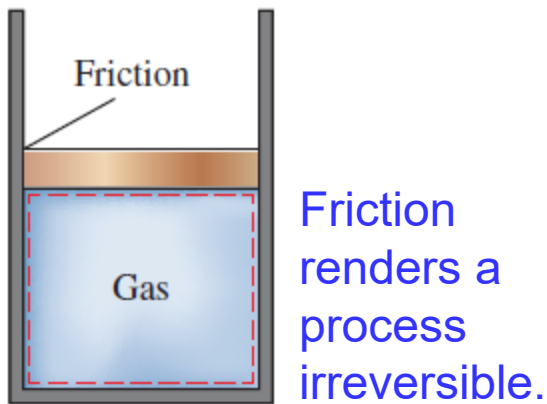 Friction
Gas
Friction
renders a
process
irreversible.